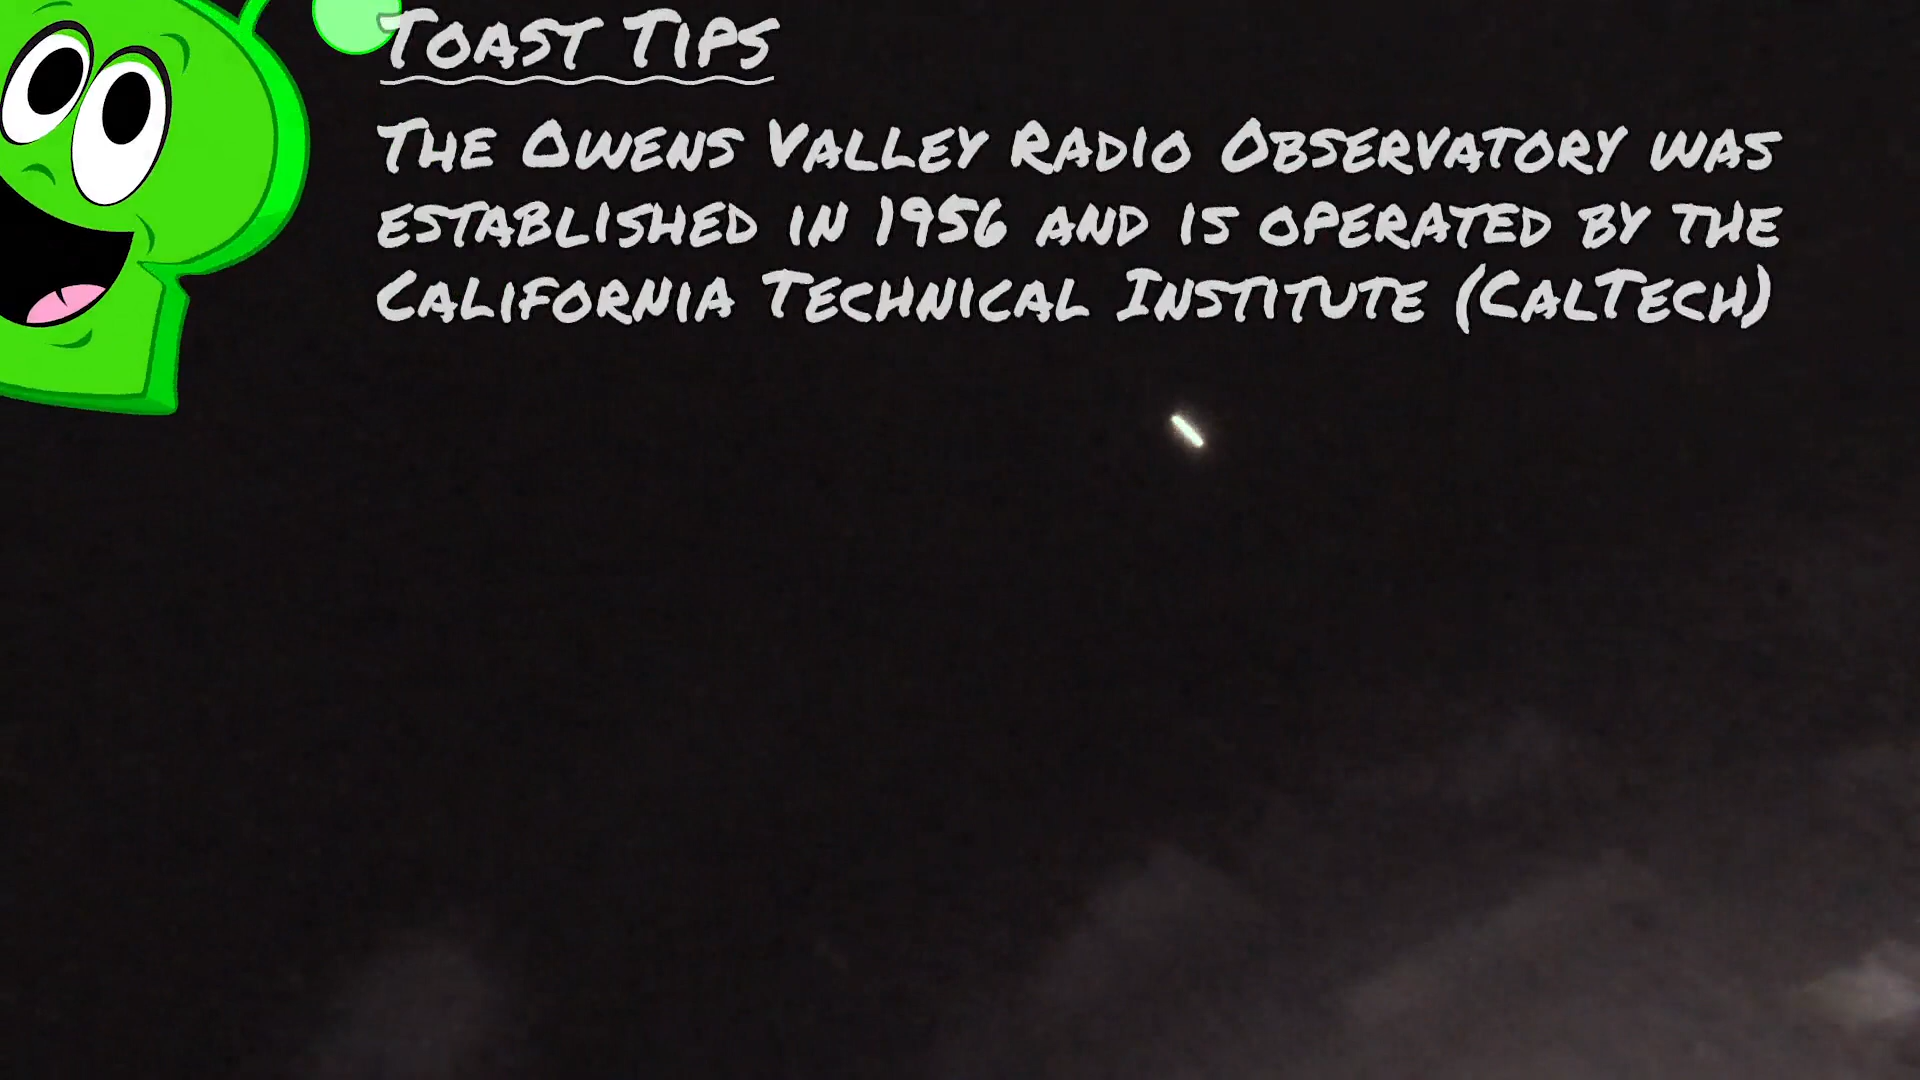 Toast Tips
The Owens Valley Radio Observatory was
established in 1956 and is operated by the
California Technical Institute (CalTech)